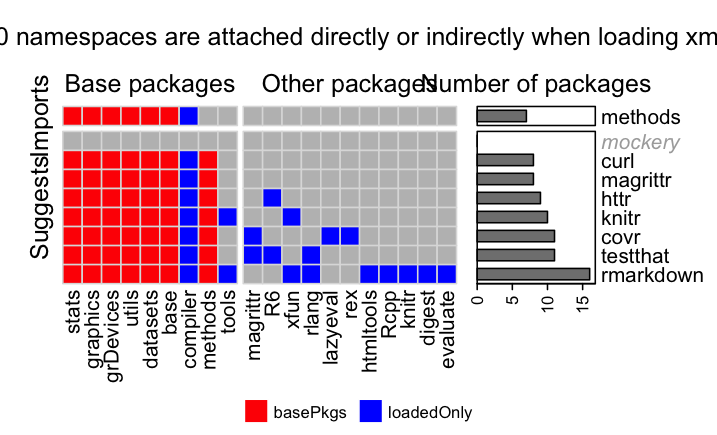 0 namespaces are attached directly or indirectly when loading xm
Base packages
Other packages
Number of packages
Imports
Suggests
methods
mockery
curl
magrittr
httr
knitr
covr
testthat
rmarkdown
0 5 10 15
stats
graphics
grDevices
utils
datasets
base
compiler
methods
tools
magrittr
R6
xfun
rlang
lazyeval
rex
htmltools
Rcpp
knitr
digest
evaluate
basePkgs
loadedOnly